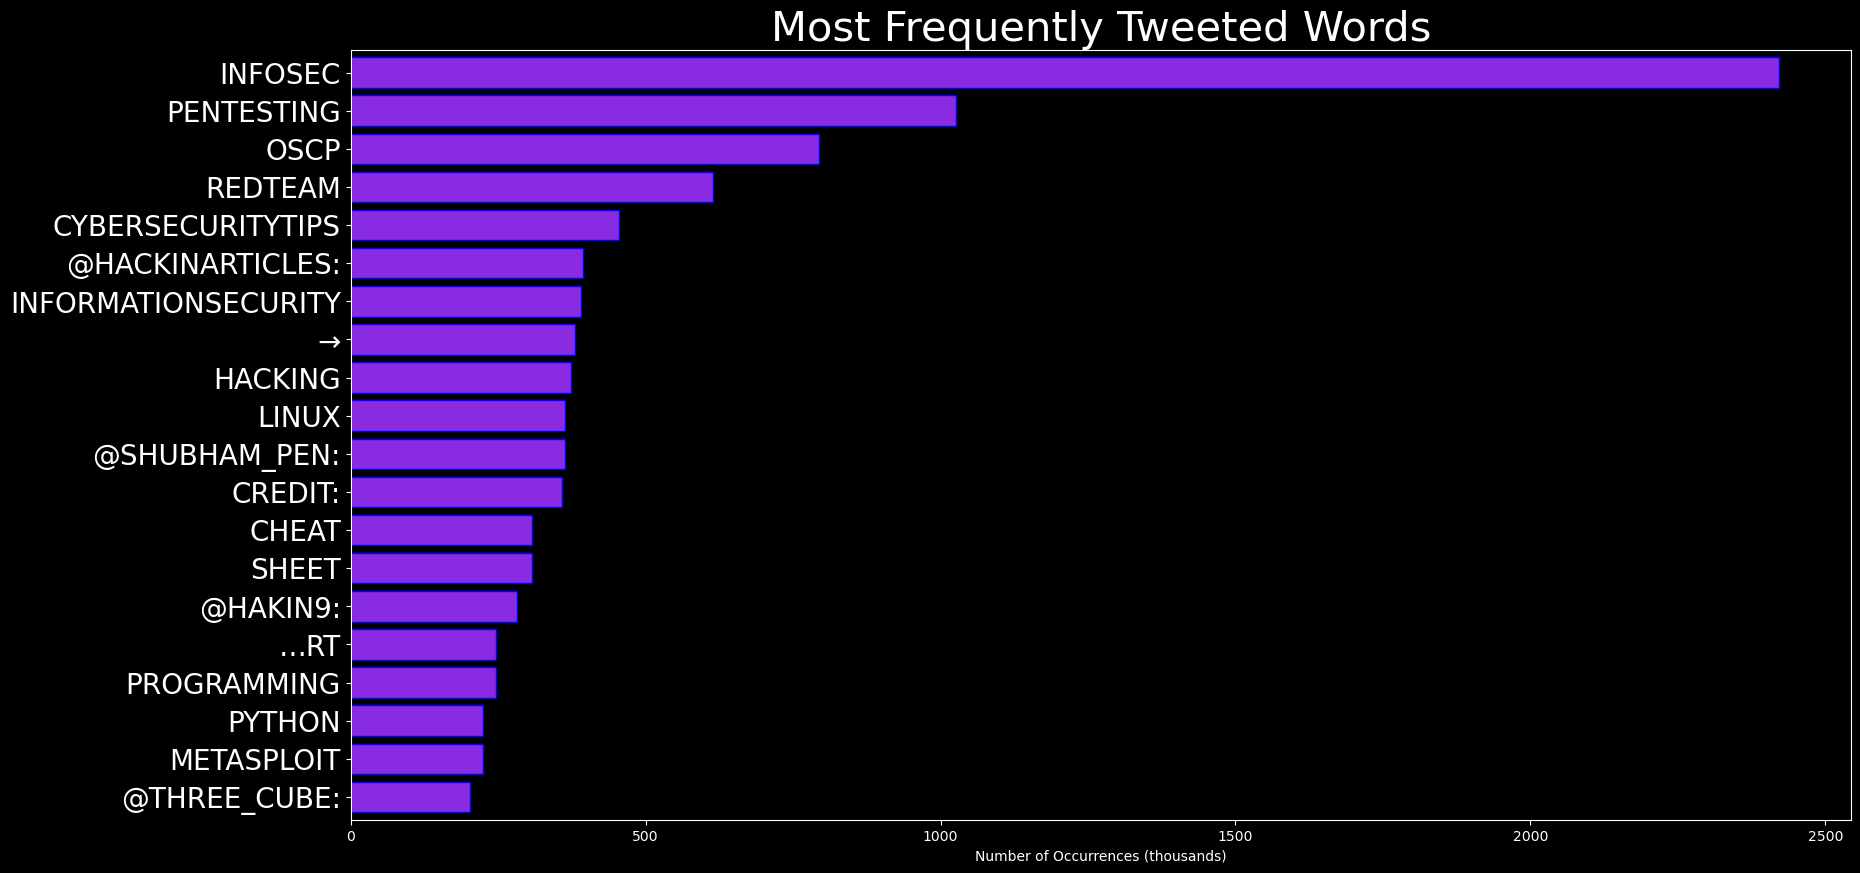 Most Frequently Tweeted Words
INFOSEC
PENTESTING
OSCP
REDTEAM
CYBERSECURITYTIPS
@HACKINARTICLES:
INFORMATIONSECURITY
→
HACKING
LINUX
@SHUBHAM_PEN:
CREDIT:
CHEAT
SHEET
@HAKIN9:
…RT
PROGRAMMING
PYTHON
METASPLOIT
@THREE_CUBE:
0 500 1000 1500 2000 2500
Number of Occurrences (thousands)